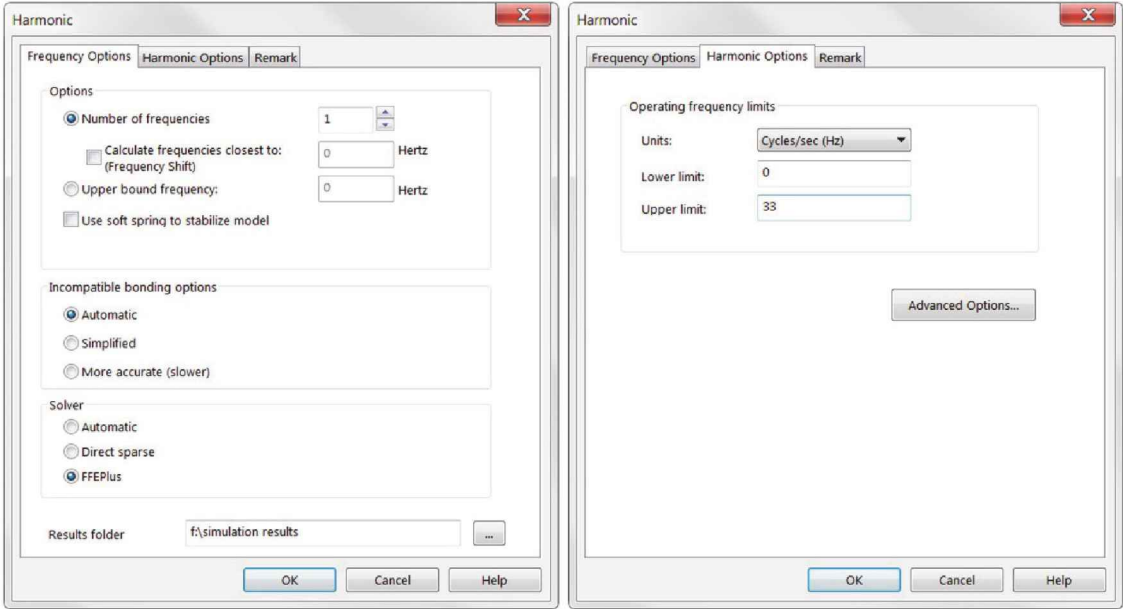 Harmonic
Frequency Options Harmonic Options Remark
Options
Number of frequencies 1
Calculate frequencies closest to: 0 Hertz
(Frequency Shift)
Upper bound frequency: 0 Hertz
Use soft spring to stabilize model
Incompatible bonding options
Automatic
Simplified
More accurate (slower)
Solver
Automatic
Direct sparse
FFEPlus
Results folder f:\simulation results ...
OK Cancel Help
Harmonic
Frequency Options Harmonic Options Remark
Operating frequency limits
Units: Cycles/sec (Hz)
Lower limit: 0
Upper limit: 33
Advanced Options...
OK Cancel Help